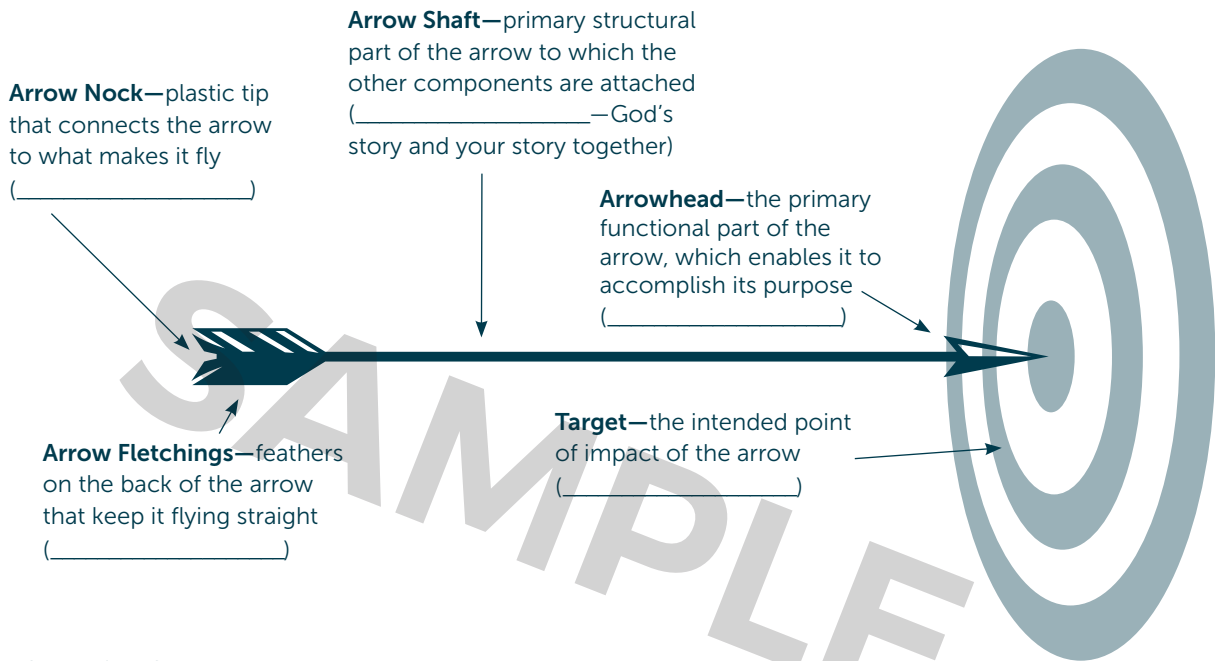 Arrow Shaft—primary structural
part of the arrow to which the
other components are attached
(____________________—God's
story and your story together)
Arrow Nock—plastic tip
that connects the arrow
to what makes it fly
(____________________)
Arrowhead—the primary
functional part of the
arrow, which enables it to
accomplish its purpose
(____________________)
Target—the intended point
of impact of the arrow
(____________________)
Arrow Fletchings—feathers
on the back of the arrow
that keep it flying straight
(____________________)
SAMPLE